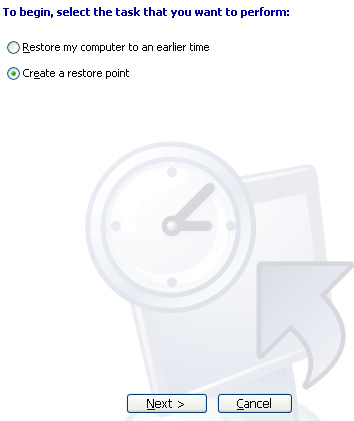 To begin, select the task that you want to perform:
Restore my computer to an earlier time
Create a restore point
Next >
Cancel